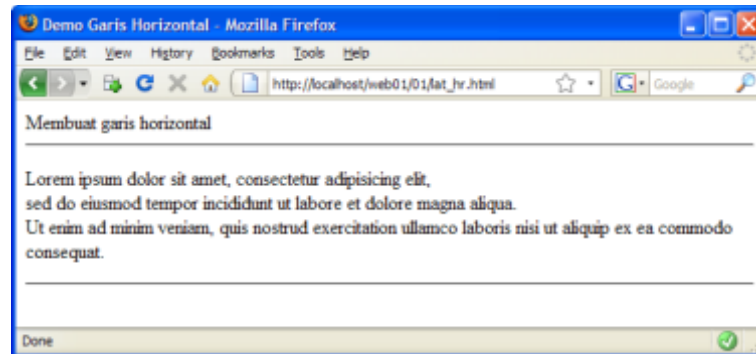 Demo Garis Horizontal - Mozilla Firefox
File Edit View History Bookmarks Tools Help
http://localhost/web01/01/lat_hr.html G Google
Membuat garis horizontal
Lorem ipsum dolor sit amet, consectetur adipisicing elit,
sed do eiusmod tempor incididunt ut labore et dolore magna aliqua.
Ut enim ad minim veniam, quis nostrud exercitation ullamco laboris nisi ut aliquip ex ea commodo
consequat.
Done